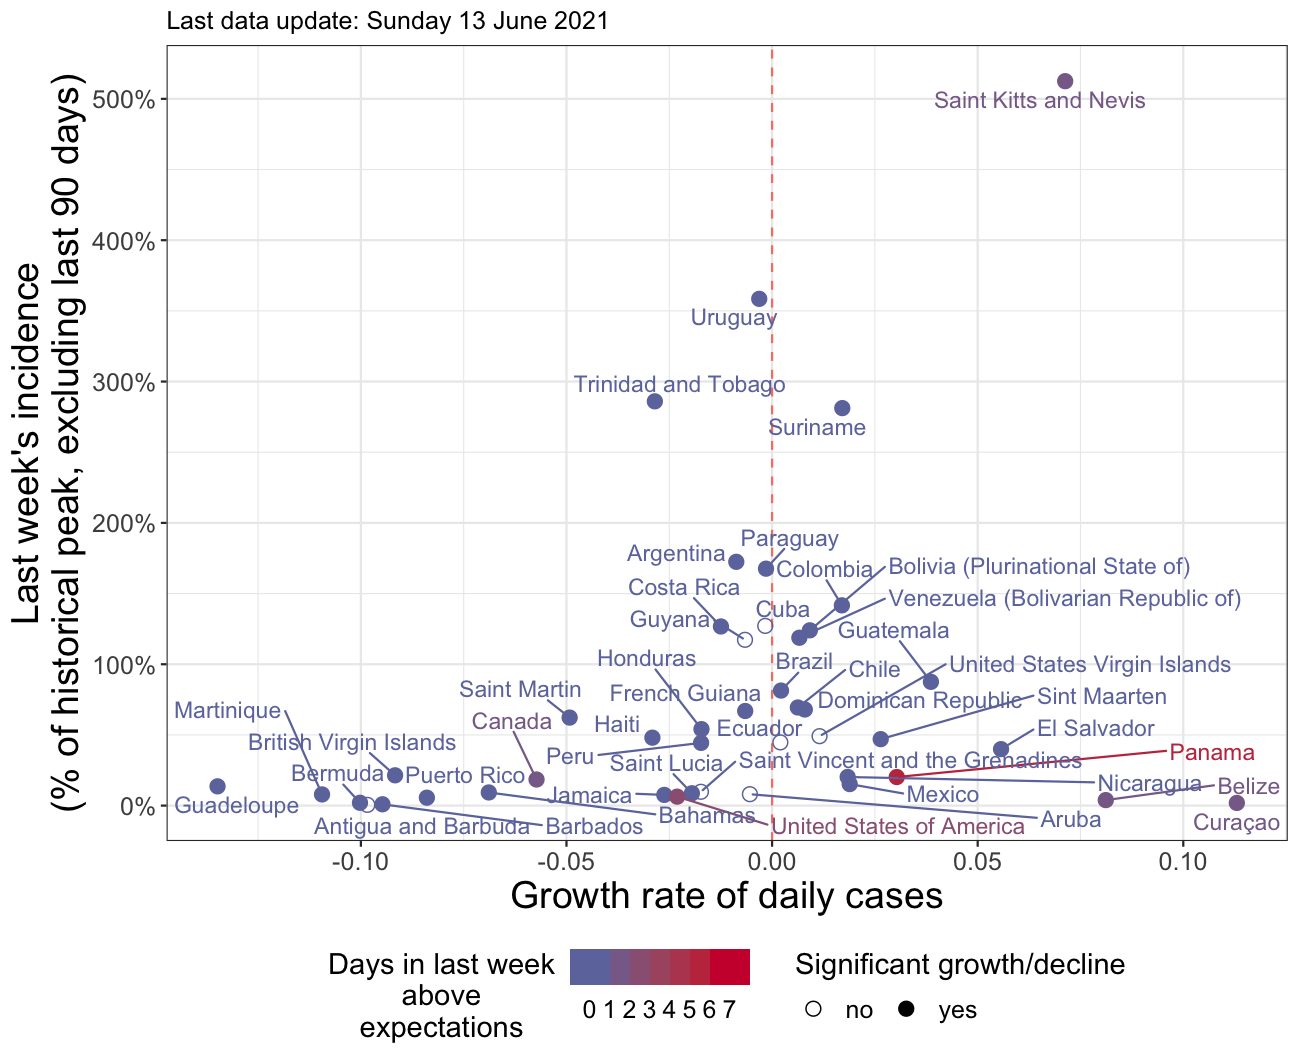 Last data update: Sunday 13 June 2021
Last week's incidence
(% of historical peak, excluding last 90 days)
500%
400%
300%
200%
100%
0%
Saint Kitts and Nevis
Uruguay
Trinidad and Tobago
Suriname
Paraguay
Argentina
Colombia
Bolivia (Plurinational State of)
Costa Rica
Venezuela (Bolivarian Republic of)
Cuba
Guyana
Guatemala
Honduras
Brazil
Chile
United States Virgin Islands
Saint Martin
French Guiana
Dominican Republic
Sint Maarten
Martinique
Canada
Haiti
Ecuador
El Salvador
British Virgin Islands
Peru
Saint Lucia
Saint Vincent and the Grenadines
Panama
Bermuda
Puerto Rico
Nicaragua
Belize
Guadeloupe
Jamaica
Mexico
Bahamas
Aruba
Curaçao
Antigua and Barbuda
Barbados
United States of America
-0.10
-0.05
0.00
0.05
0.10
Growth rate of daily cases
Days in last week
above
expectations
0 1 2 3 4 5 6 7
Significant growth/decline
no
yes